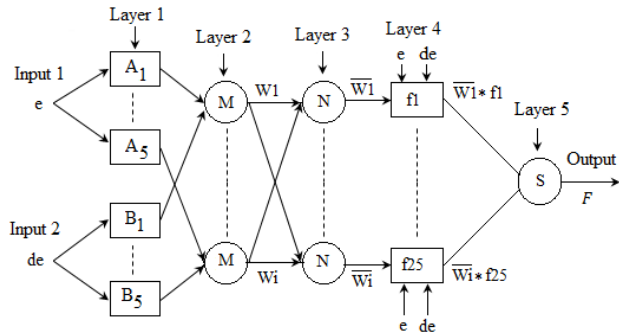 Layer 1
Layer 2
Layer 3
Layer 4
Layer 5
Input 1
e
A1
A5
Input 2
de
B1
B5
M
M
W1
Wi
N
N
W̅1̅
W̅i̅
e de
f1
f25
e de
W̅1̅* f1
W̅i̅* f25
S
Output
F